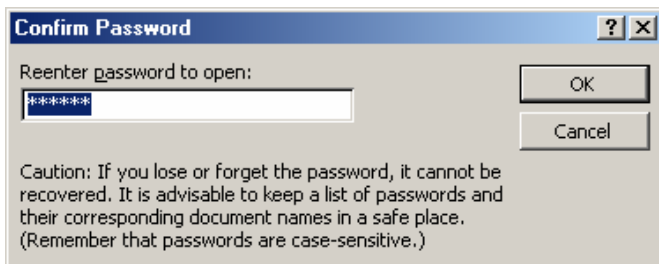 Confirm Password
Reenter password to open:
******
OK
Cancel
Caution: If you lose or forget the password, it cannot be
recovered. It is advisable to keep a list of passwords and
their corresponding document names in a safe place.
(Remember that passwords are case-sensitive.)